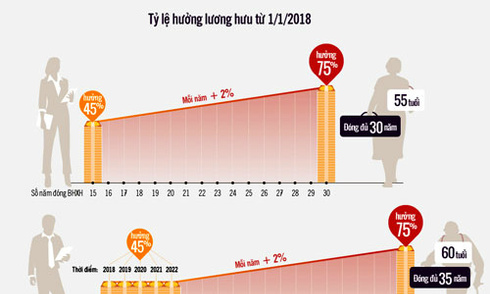 Tỷ lệ hưởng lương hưu từ 1/1/2018
hưởng
75%
hưởng
45%
Mỗi năm + 2%
55 tuổi
Đóng đủ 30 năm
Số năm đóng BHXH 15 16 17 18 19 20 21 22 23 24 25 26 27 28 29 30
hưởng
45%
hưởng
75%
Mỗi năm + 2%
60 tuổi
Thời điểm: 2018 2019 2020 2021 2022
Đóng đủ 35 năm